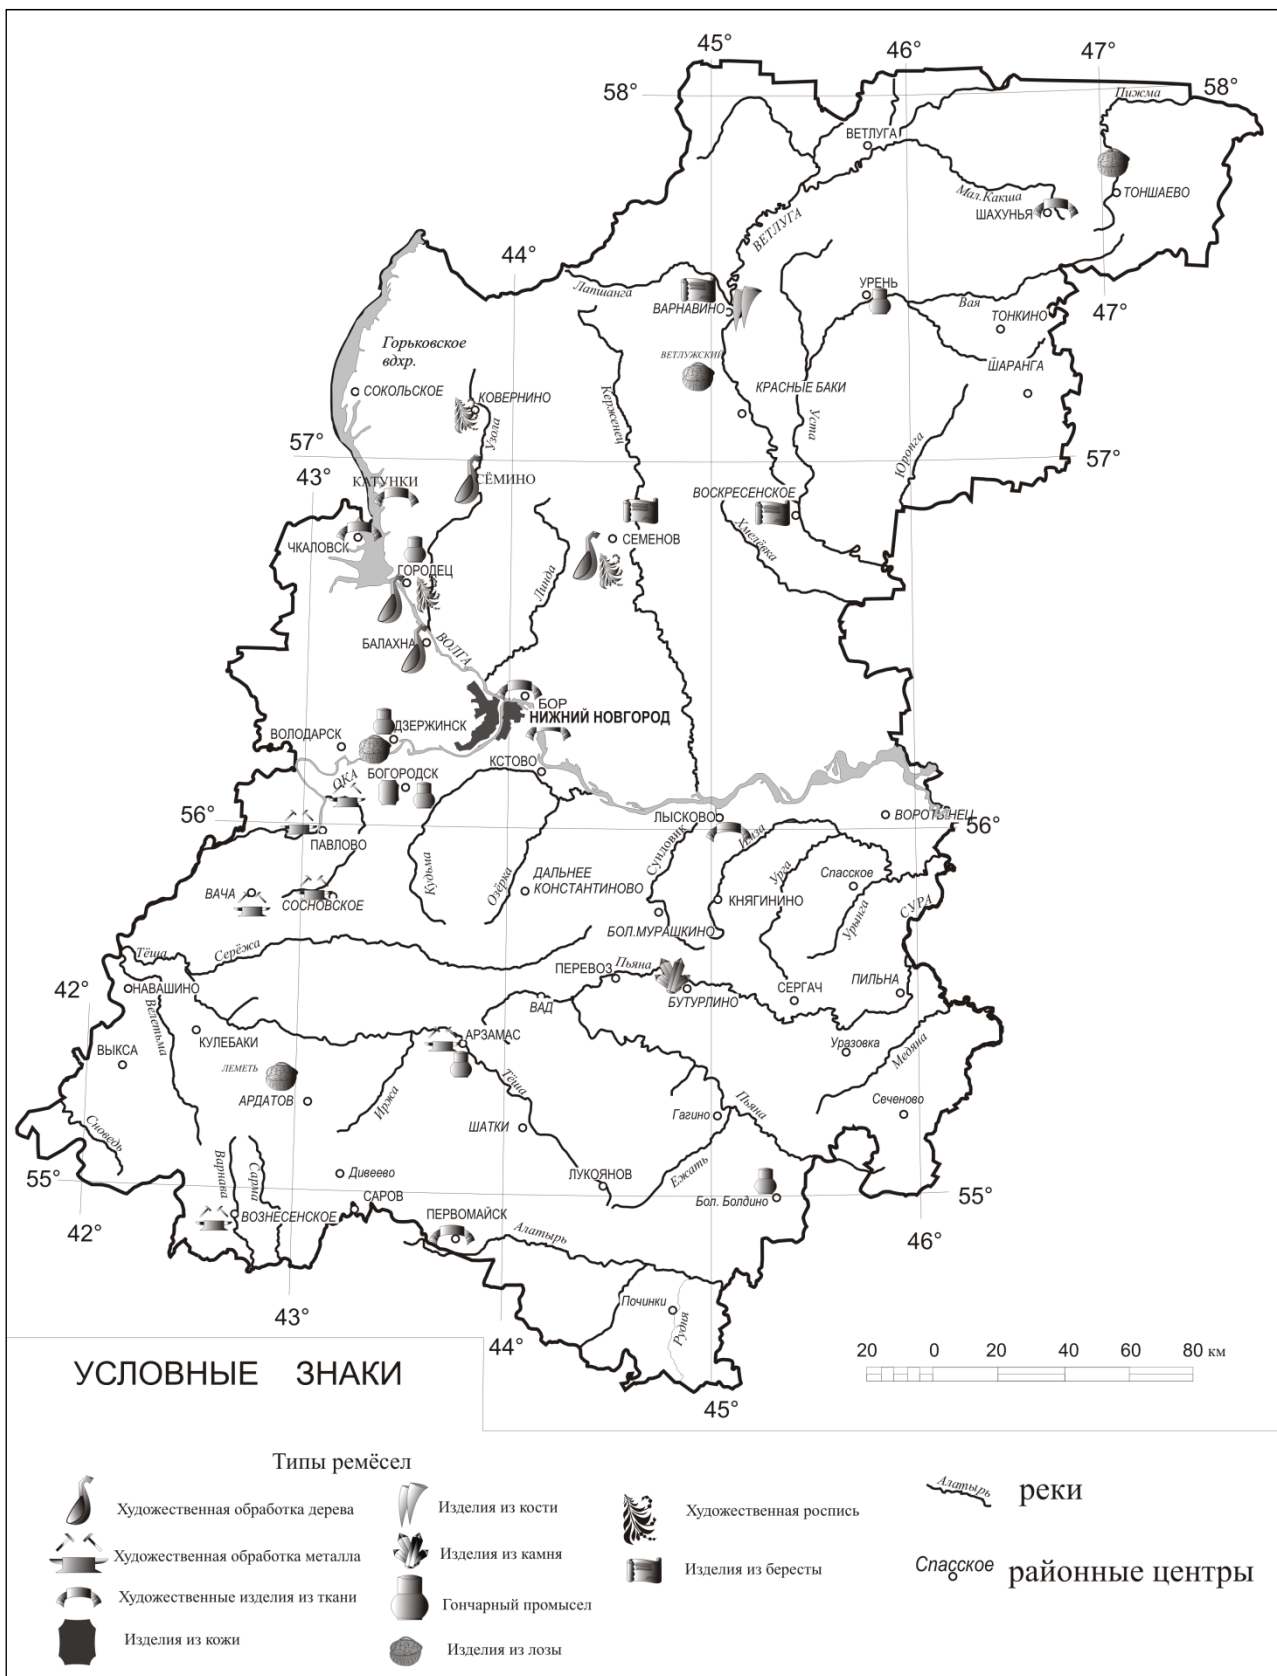 45°
46°
47°
58°
58°
Пижма
ВЕТЛУГА
Мал.Какша
ШАХУНЬЯ
ТОНШАЕВО
ВЕТЛУГА
44°
Лапшанга
ВАРНАВИНО
УРЕНЬ
Вая
ТОНКИНО
47°
Горьковское
вдхр.
ВЕТЛУЖСКИЙ
ШАРАНГА
СОКОЛЬСКОЕ
КОВЕРНИНО
Узола
Керженец
КРАСНЫЕ БАКИ
Уста
Юронга
57°
57°
43°
КАТУНКИ
СЁМИНО
ВОСКРЕСЕНСКОЕ
Хмелёвка
ЧКАЛОВСК
СЕМЕНОВ
ГОРОДЕЦ
Линда
БАЛАХНА
ВОЛГА
БОР
НИЖНИЙ НОВГОРОД
ДЗЕРЖИНСК
ВОЛОДАРСК
КСТОВО
БОГОРОДСК
ОКА
56°
ПАВЛОВО
ЛЫСКОВО
ВОРОТЫНЕЦ
56°
Сундовик
Имза
Урга
Кудьма
Озёрка
ДАЛЬНЕЕ
КОНСТАНТИНОВО
Спасское
ВАЧА
СОСНОВСКОЕ
КНЯГИНИНО
Урынга
СУРА
БОЛ.МУРАШКИНО
Тёша
Серёжа
ПЕРЕВОЗ
Пьяна
42°
НАВАШИНО
ВАД
БУТУРЛИНО
СЕРГАЧ
ПИЛЬНА
Велетьма
КУЛЕБАКИ
АРЗАМАС
Уразовка
Медяна
ВЫКСА
ЛЕМЕТЬ
АРДАТОВ
Иржа
Тёша
ШАТКИ
Гагино
Пьяна
Сеченово
Сноведь
55°
Варнава
Сарма
Дивеево
ЛУКОЯНОВ
Ежать
Бол. Болдино
55°
42°
ВОЗНЕСЕНСКОЕ
САРОВ
ПЕРВОМАЙСК
Алатырь
46°
43°
Починки
Рудня
44°
45°
20 0 20 40 60 80 км
УСЛОВНЫЕ ЗНАКИ
Типы ремёсел
Художественная обработка дерева
Изделия из кости
Художественная роспись
Алатырь
реки
Художественная обработка металла
Изделия из камня
Изделия из бересты
Спасское
районные центры
Художественные изделия из ткани
Гончарный промысел
Изделия из кожи
Изделия из лозы